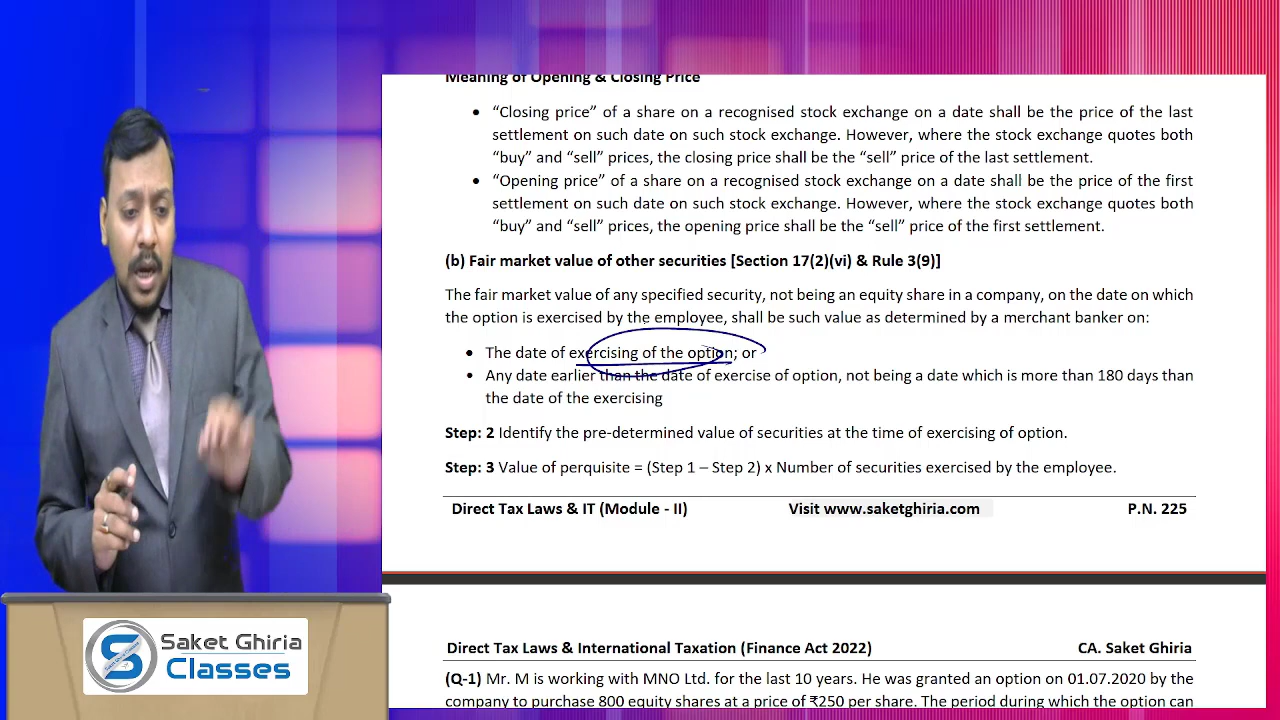 Meaning of Opening & Closing Price
• “Closing price” of a share on a recognised stock exchange on a date shall be the price of the last
settlement on such date on such stock exchange. However, where the stock exchange quotes both
“buy” and “sell” prices, the closing price shall be the “sell” price of the last settlement.
• “Opening price” of a share on a recognised stock exchange on a date shall be the price of the first
settlement on such date on such stock exchange. However, where the stock exchange quotes both
“buy” and “sell” prices, the opening price shall be the “sell” price of the first settlement.
(b) Fair market value of other securities [Section 17(2)(vi) & Rule 3(9)]
The fair market value of any specified security, not being an equity share in a company, on the date on which
the option is exercised by the employee, shall be such value as determined by a merchant banker on:
• The date of exercising of the option; or
• Any date earlier than the date of exercise of option, not being a date which is more than 180 days than
the date of the exercising
Step: 2 Identify the pre-determined value of securities at the time of exercising of option.
Step: 3 Value of perquisite = (Step 1 – Step 2) x Number of securities exercised by the employee.
Direct Tax Laws & IT (Module - II) Visit www.saketghiria.com P.N. 225
Direct Tax Laws & International Taxation (Finance Act 2022) CA. Saket Ghiria
(Q-1) Mr. M is working with MNO Ltd. for the last 10 years. He was granted an option on 01.07.2020 by the
company to purchase 800 equity shares at a price of ₹250 per share. The period during which the option can
S Saket Ghiria
Classes